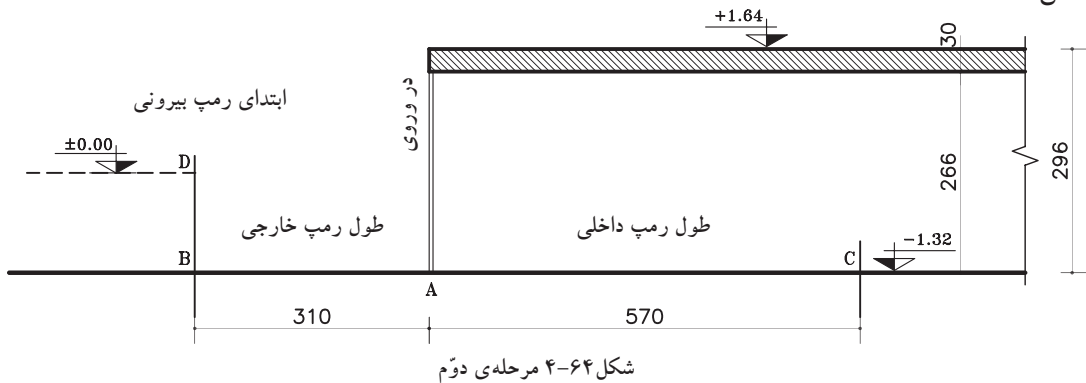 +1.64
30
ابتدای رمپ بیرونی
در وروی
±0.00
D
266
296
طول رمپ خارجی
طول رمپ داخلی
B
C
-1.32
A
310
570
شکل۶۴-۴ مرحله‌ی دوّم